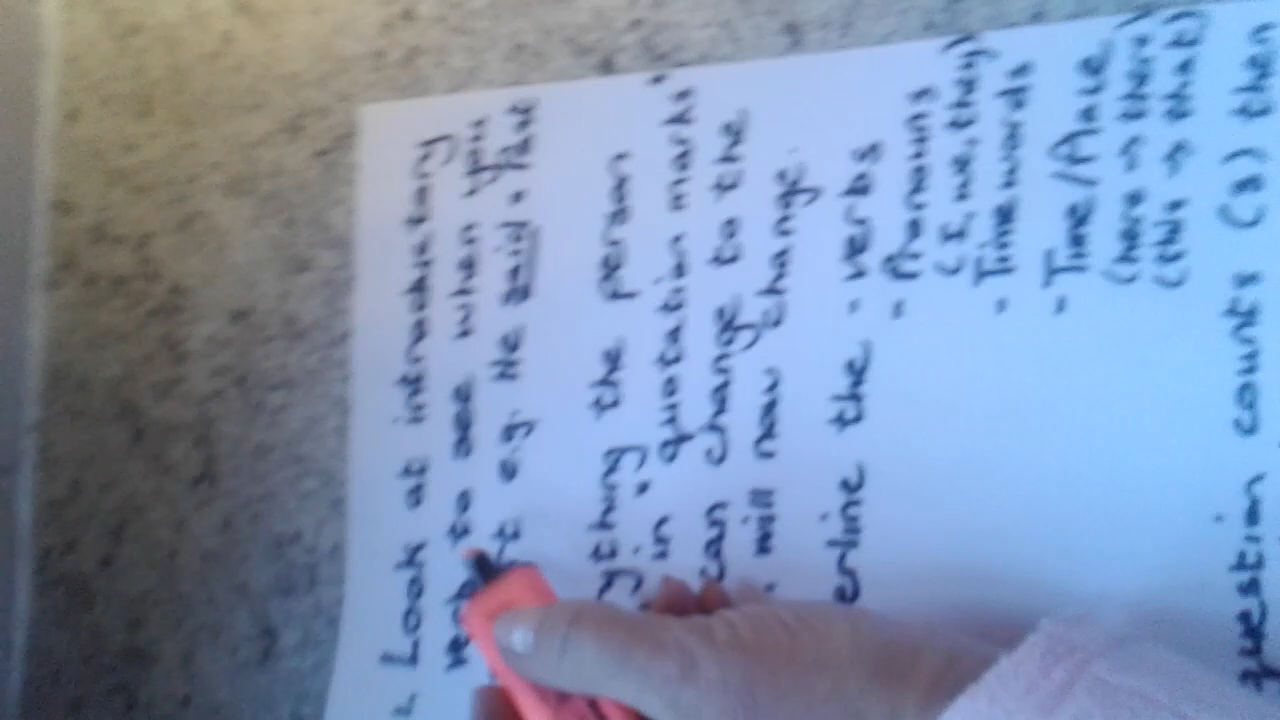 1. Look at introductory
verb to see when you
rt e.g. He said. Past
ything the person
in " quotation marks "
can change to the
will now change.
erline the - verbs
- Pronouns
(I, we, they)
- Time words
- Time/Place
(here → there)
(this → that)
question counts (3) then